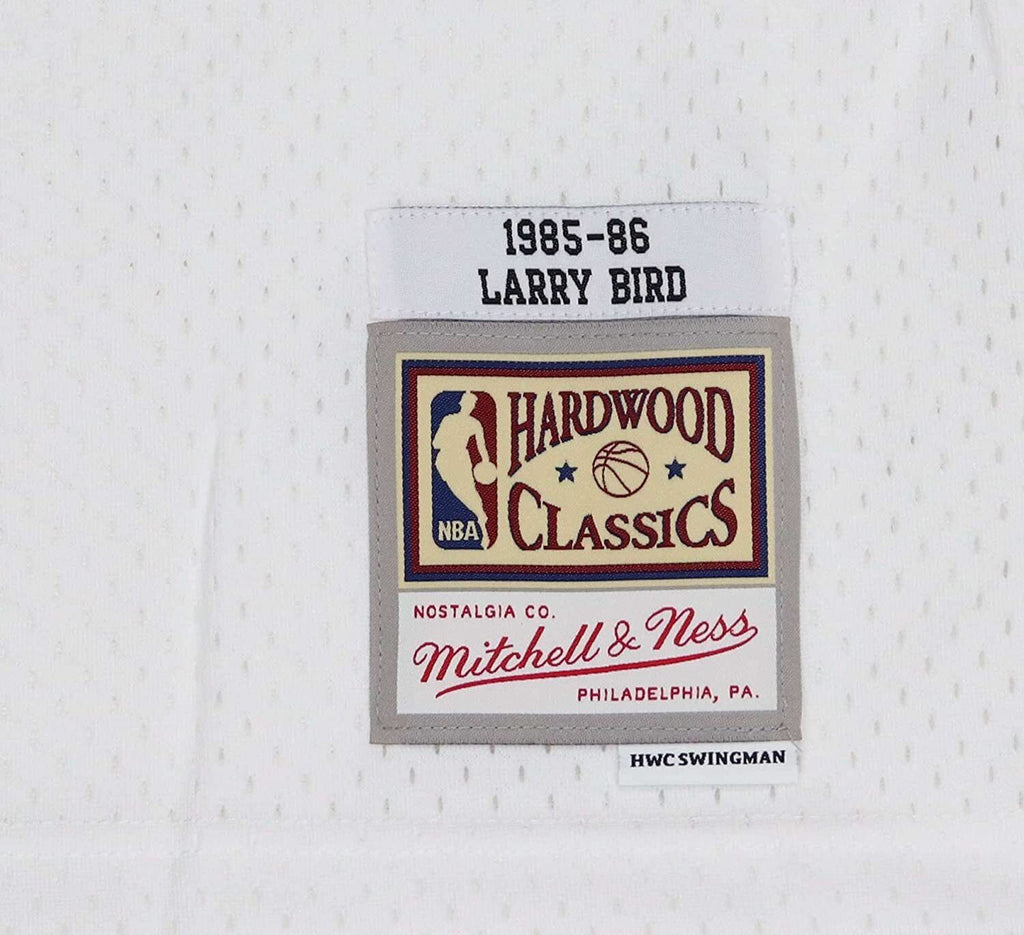 1985-86
LARRY BIRD
HARDWOOD
CLASSICS
NBA
NOSTALGIA CO.
Mitchell & Ness
PHILADELPHIA, PA.
HWC SWINGMAN